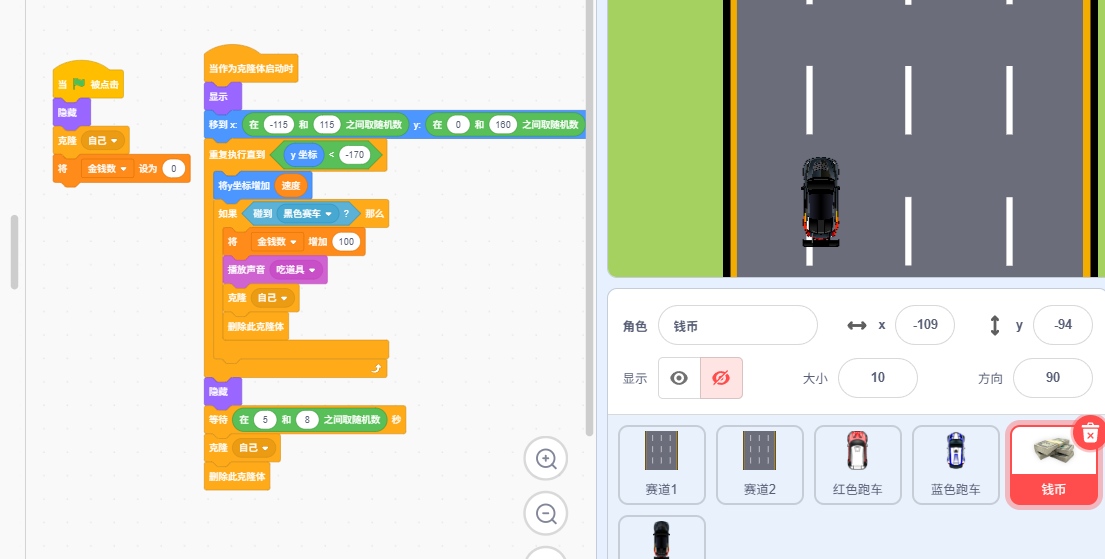 当 被点击
隐藏
克隆 自己
将 金钱数 设为 0
当作为克隆体启动时
显示
移到 x: 在 -115 和 115 之间取随机数 y: 在 0 和 160 之间取随机数
重复执行直到 y 坐标 < -170
将y坐标增加 速度
如果 碰到 黑色赛车 ? 那么
将 金钱数 增加 100
播放声音 吃道具
克隆 自己
删除此克隆体
隐藏
等待 在 5 和 8 之间取随机数 秒
克隆 自己
删除此克隆体
角色 钱币 x -109 y -94
显示 大小 10 方向 90
赛道1 赛道2 红色跑车 蓝色跑车 钱币